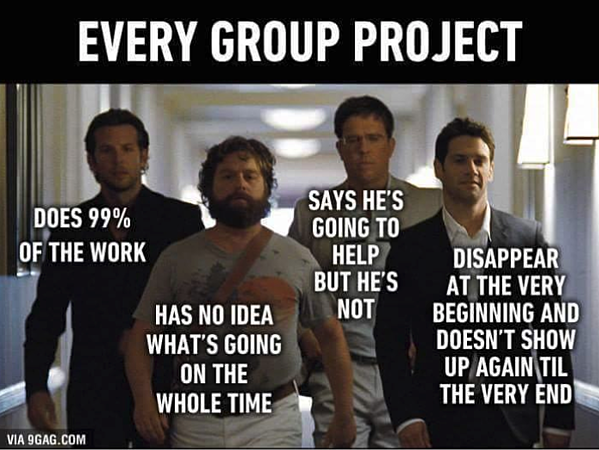 EVERY GROUP PROJECT
DOES 99%
OF THE WORK
HAS NO IDEA
WHAT'S GOING
ON THE
WHOLE TIME
SAYS HE'S
GOING TO
HELP
BUT HE'S
NOT
DISAPPEAR
AT THE VERY
BEGINNING AND
DOESN'T SHOW
UP AGAIN TIL
THE VERY END
VIA 9GAG.COM